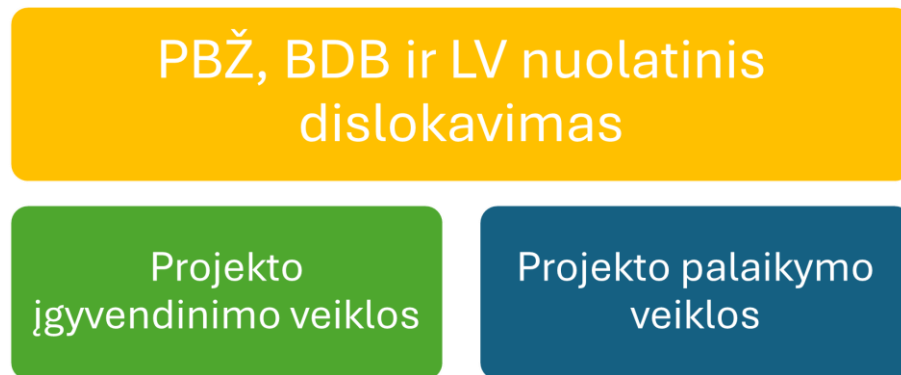 PBŽ, BDB ir LV nuolatinis
dislokavimas
Projekto
įgyvendinimo veiklos
Projekto palaikymo
veiklos